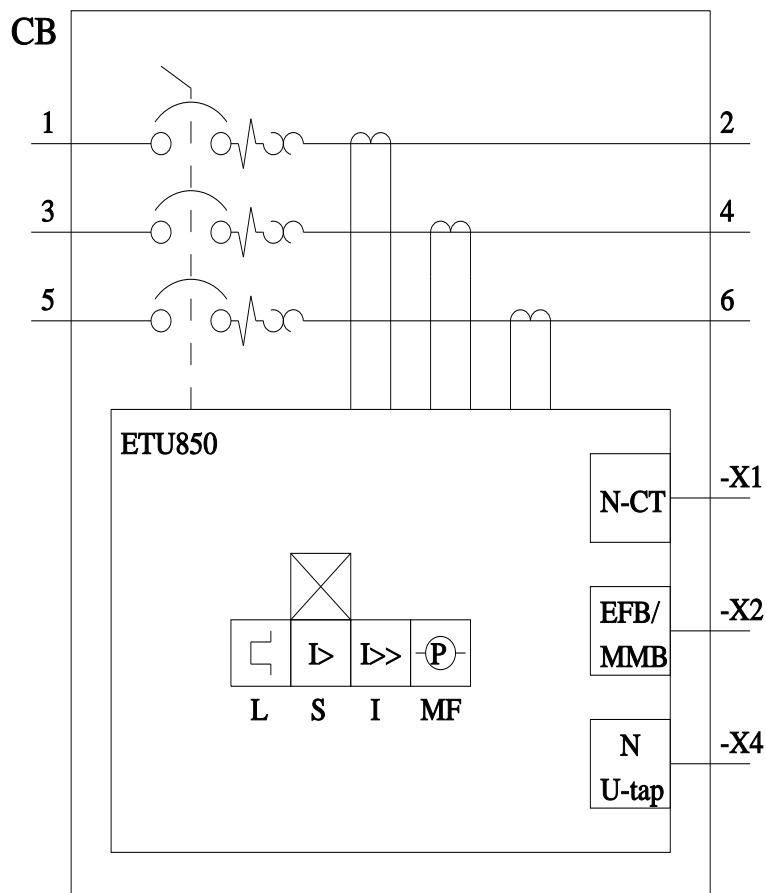 CB
1
2
3
4
5
6
ETU850
N-CT
-X1
EFB/
MMB
-X2
I>
I>>
P
L
S
I
MF
N
U-tap
-X4